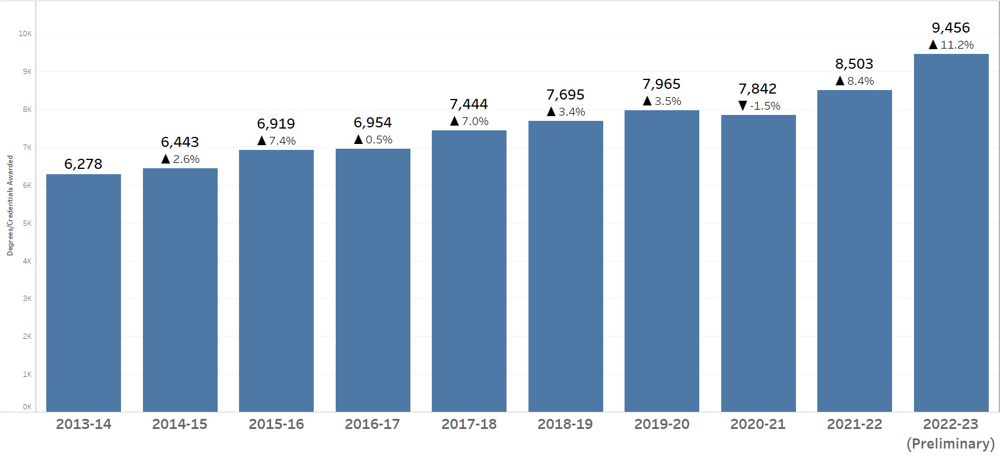 10K
9K
8K
7K
6K
5K
4K
3K
2K
1K
0K
Degrees/Credentials Awarded
6,278
6,443
▲ 2.6%
6,919
▲ 7.4%
6,954
▲ 0.5%
7,444
▲ 7.0%
7,695
▲ 3.4%
7,965
▲ 3.5%
7,842
▼ -1.5%
8,503
▲ 8.4%
9,456
▲ 11.2%
2013-14
2014-15
2015-16
2016-17
2017-18
2018-19
2019-20
2020-21
2021-22
2022-23
(Preliminary)